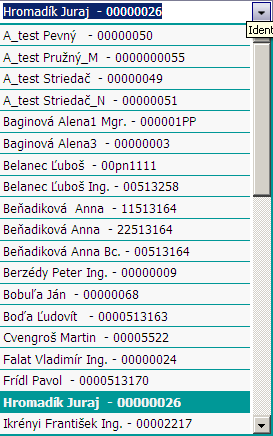 Hromadík Juraj  - 00000026
Ident
A_test Pevný  - 00000050
A_test Pružný_M  - 0000000055
A_test Striedač  - 00000049
A_test Striedač_N  - 00000051
Baginová Alena1 Mgr. - 000001PP
Baginová Alena3  - 00000003
Belanec Ľuboš  - 00pn1111
Belanec Ľuboš Ing. - 00513258
Beňadiková  Anna  - 11513164
Beňadiková Anna  - 22513164
Beňadiková Anna Bc. - 00513164
Berzédy Peter Ing. - 00000009
Bobuľa Ján  - 00000068
Boďa Ľudovít   - 0000513163
Cvengroš Martin  - 00005522
Falat Vladimír Ing. - 00000024
Frídl Pavol  - 0000513170
Hromadík Juraj  - 00000026
Ikrényi František Ing. - 00002217